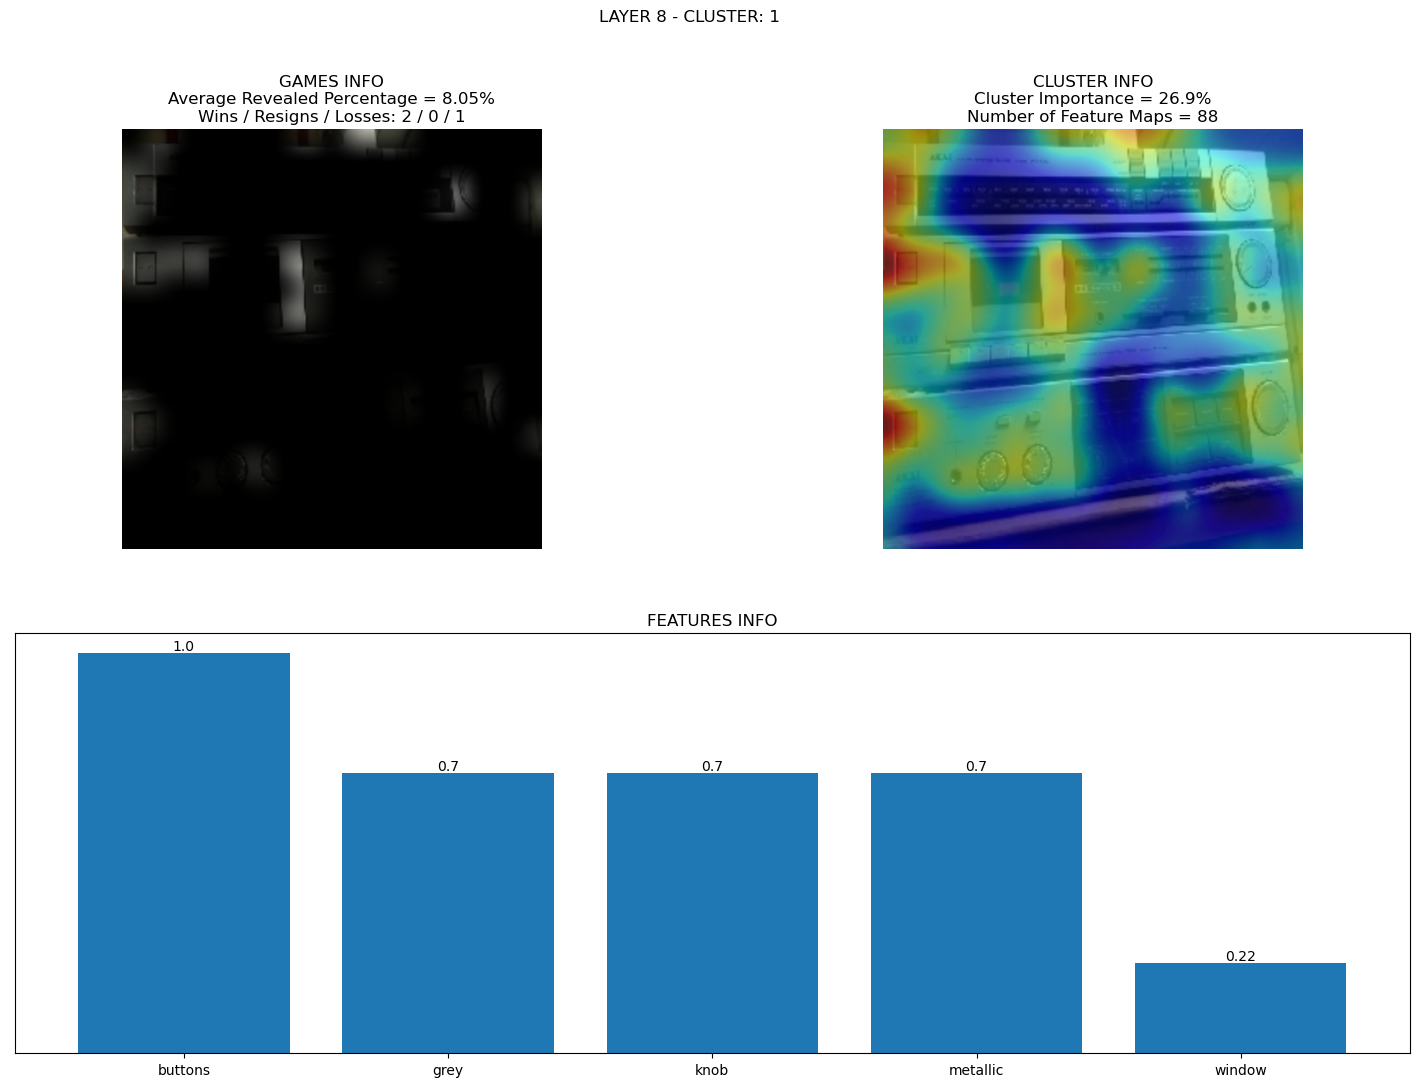 LAYER 8 - CLUSTER: 1
GAMES INFO
Average Revealed Percentage = 8.05%
Wins / Resigns / Losses: 2 / 0 / 1
CLUSTER INFO
Cluster Importance = 26.9%
Number of Feature Maps = 88
AKAI
FEATURES INFO
1.0
0.7
0.7
0.7
0.22
buttons
grey
knob
metallic
window